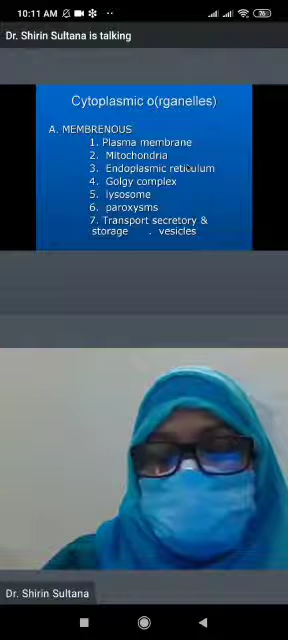 10:11 AM
76
Dr. Shirin Sultana is talking
Cytoplasmic o(rganelles)
A. MEMBRENOUS
1. Plasma membrane
2. Mitochondria
3. Endoplasmic reticulum
4. Golgy complex
5. lysosome
6. paroxysms
7. Transport secretory &
storage . vesicles
Dr. Shirin Sultana